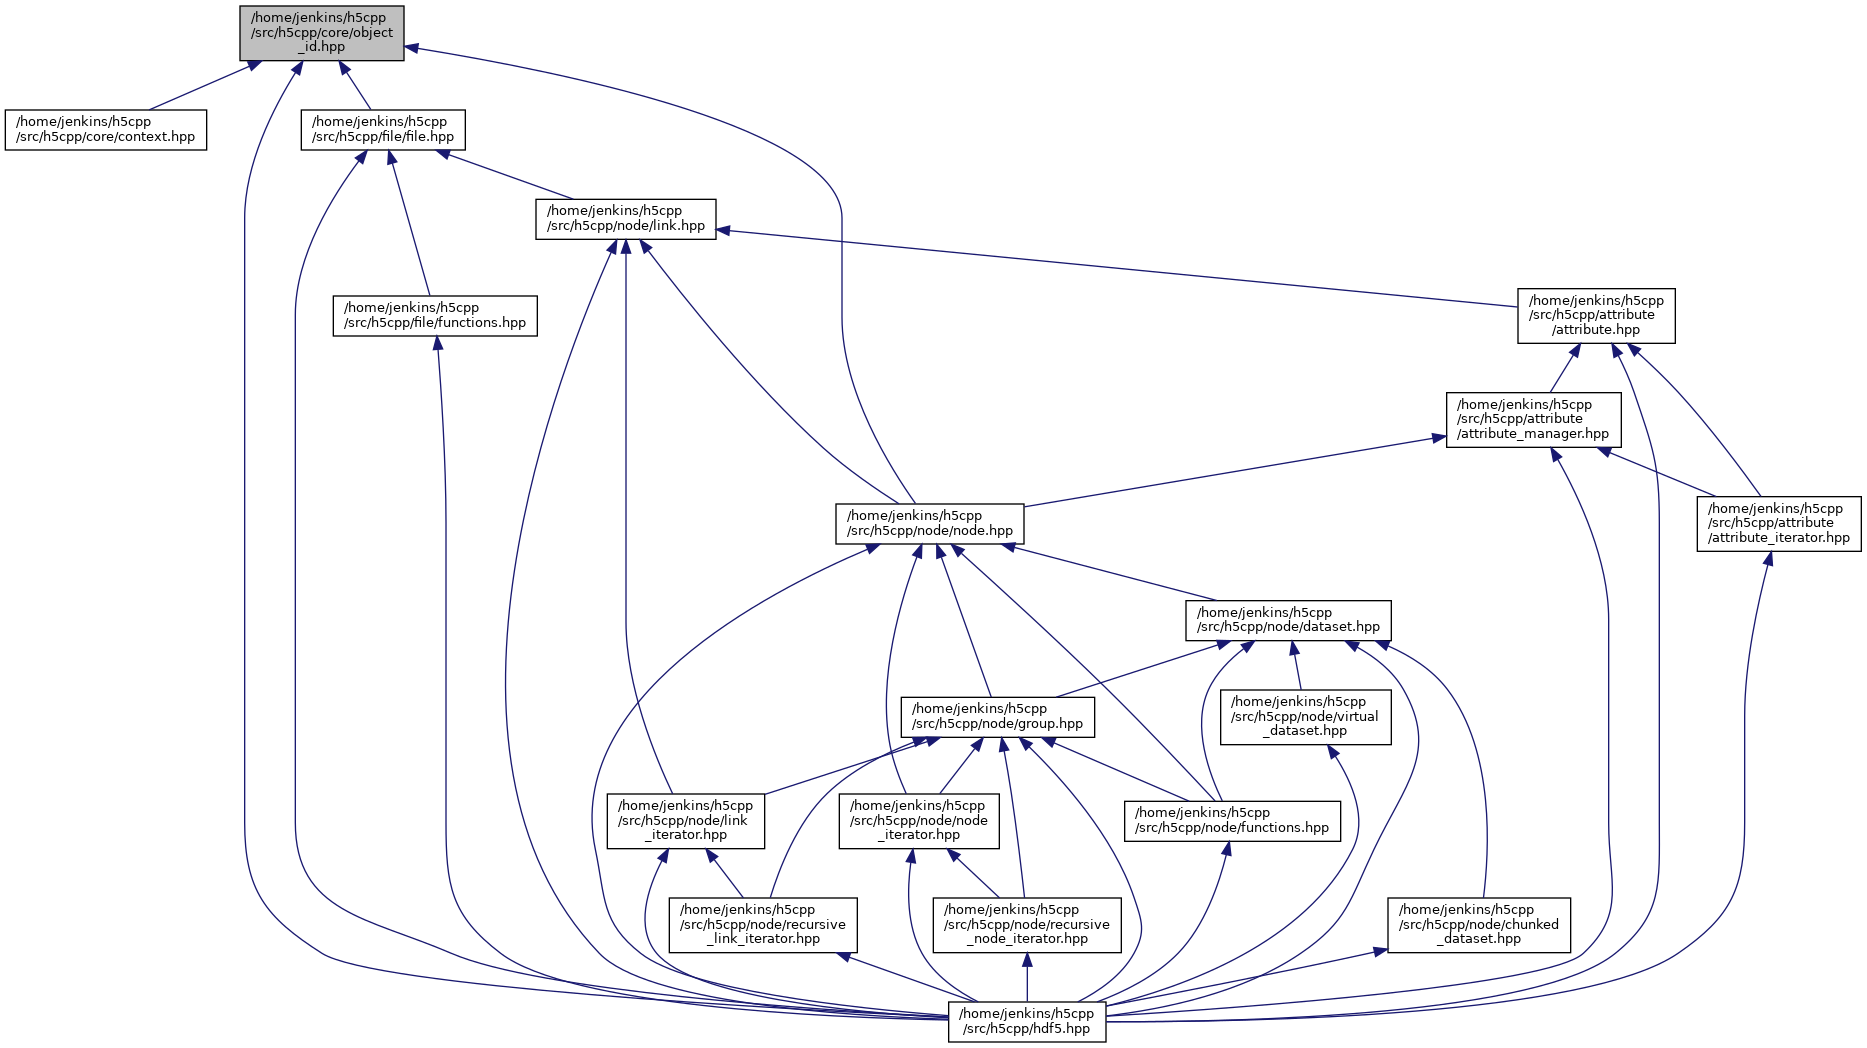 /home/jenkins/h5cpp
/src/h5cpp/core/object
_id.hpp
/home/jenkins/h5cpp
/src/h5cpp/core/context.hpp
/home/jenkins/h5cpp
/src/h5cpp/file/file.hpp
/home/jenkins/h5cpp
/src/h5cpp/node/link.hpp
/home/jenkins/h5cpp
/src/h5cpp/file/functions.hpp
/home/jenkins/h5cpp
/src/h5cpp/attribute
/attribute.hpp
/home/jenkins/h5cpp
/src/h5cpp/attribute
/attribute_manager.hpp
/home/jenkins/h5cpp
/src/h5cpp/node/node.hpp
/home/jenkins/h5cpp
/src/h5cpp/attribute
/attribute_iterator.hpp
/home/jenkins/h5cpp
/src/h5cpp/node/dataset.hpp
/home/jenkins/h5cpp
/src/h5cpp/node/group.hpp
/home/jenkins/h5cpp
/src/h5cpp/node/virtual
_dataset.hpp
/home/jenkins/h5cpp
/src/h5cpp/node/link
_iterator.hpp
/home/jenkins/h5cpp
/src/h5cpp/node/node
_iterator.hpp
/home/jenkins/h5cpp
/src/h5cpp/node/functions.hpp
/home/jenkins/h5cpp
/src/h5cpp/node/recursive
_link_iterator.hpp
/home/jenkins/h5cpp
/src/h5cpp/node/recursive
_node_iterator.hpp
/home/jenkins/h5cpp
/src/h5cpp/node/chunked
_dataset.hpp
/home/jenkins/h5cpp
/src/h5cpp/hdf5.hpp